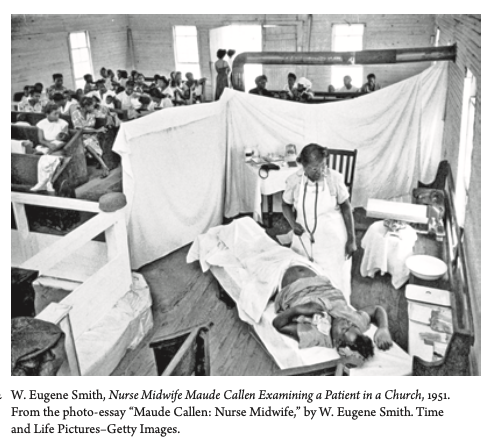 W. Eugene Smith, Nurse Midwife Maude Callen Examining a Patient in a Church, 1951.
From the photo-essay “Maude Callen: Nurse Midwife,” by W. Eugene Smith. Time
and Life Pictures–Getty Images.